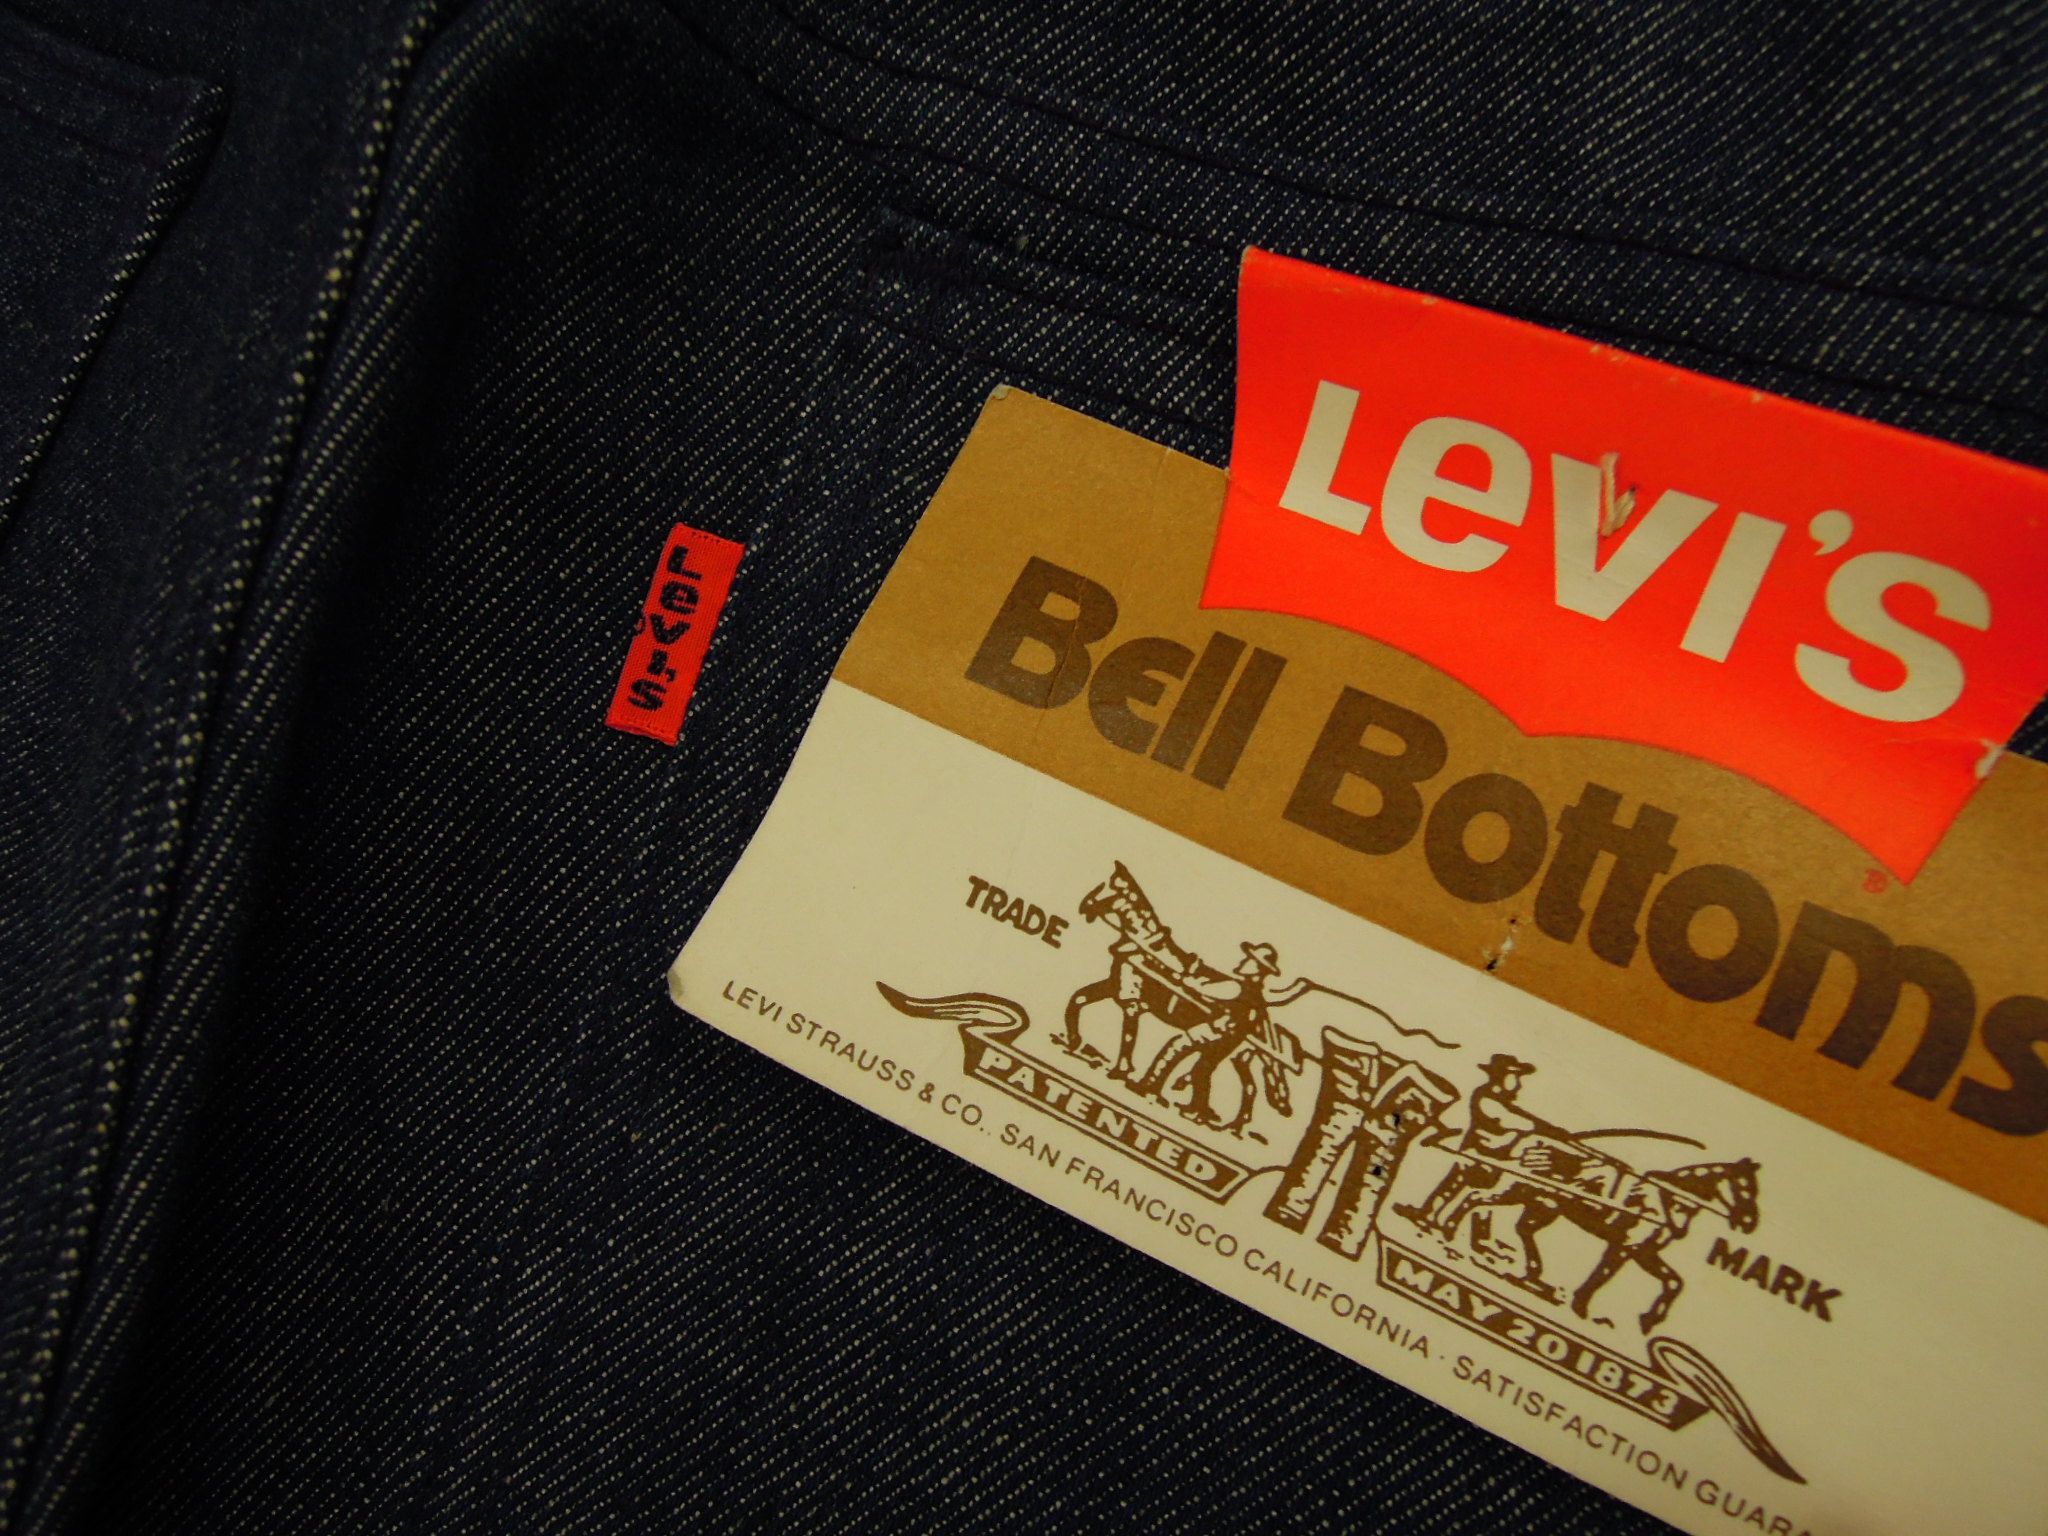 Levi's
Levi's
Bell Bottoms
®
TRADE MARK
PATENTED
MAY 20 1873
LEVI STRAUSS & CO., SAN FRANCISCO CALIFORNIA · SATISFACTION GUARA